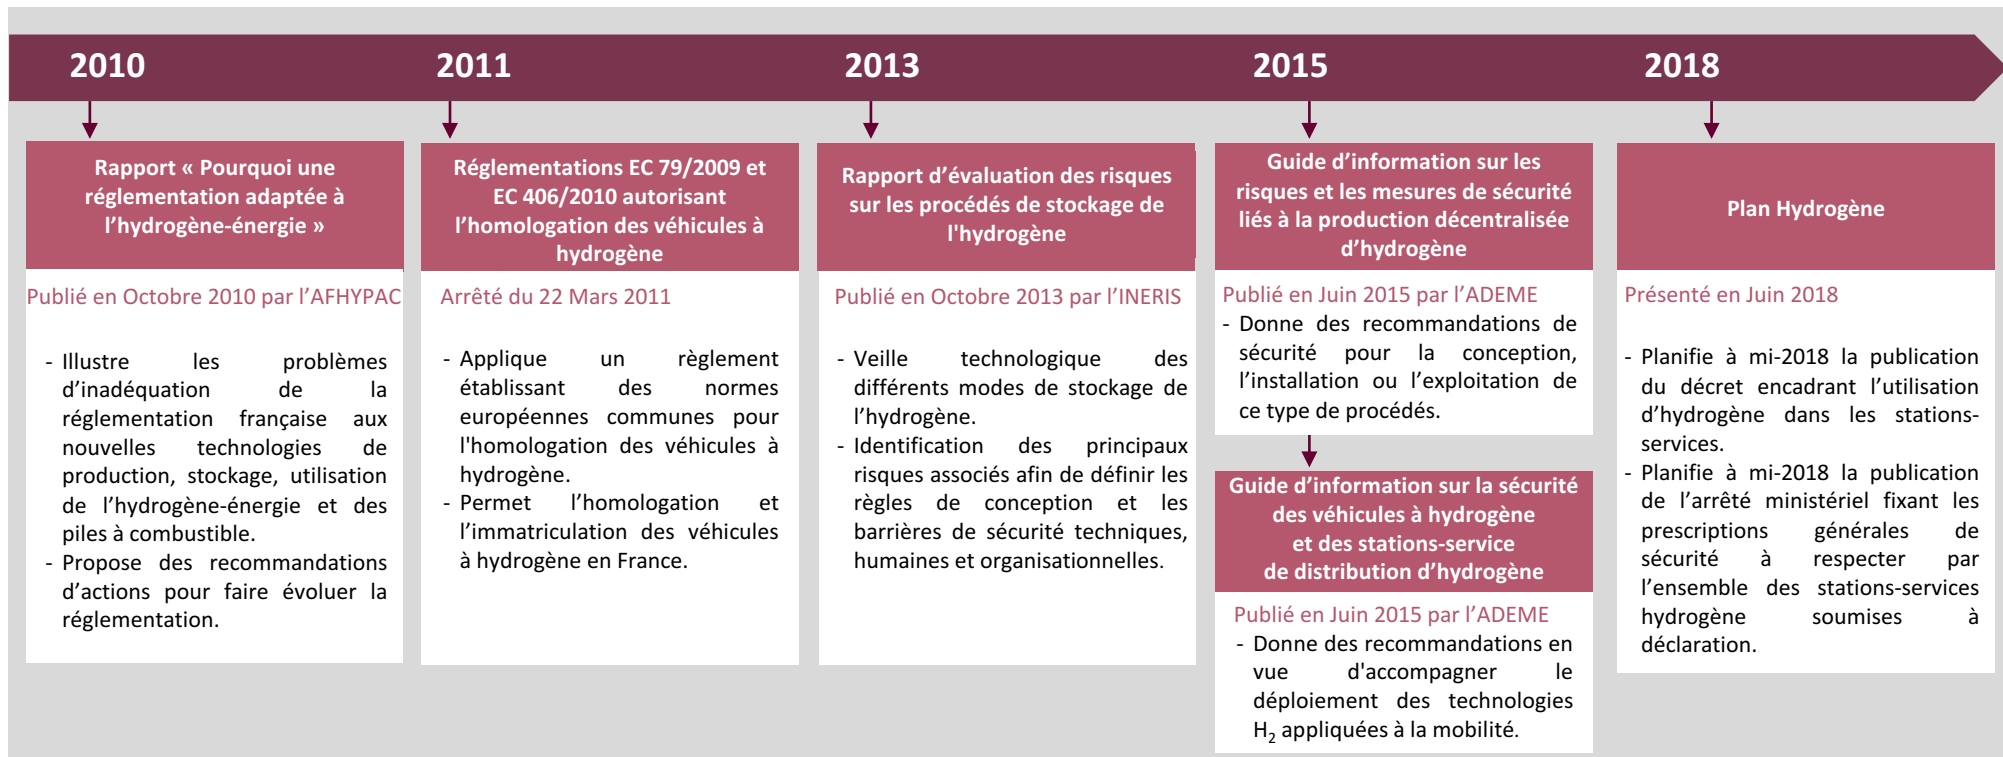 2010
2011
2013
2015
2018
Rapport « Pourquoi une
réglementation adaptée à
l’hydrogène-énergie »
Publié en Octobre 2010 par l’AFHYPAC
- Illustre les problèmes
d’inadéquation de la
réglementation française aux
nouvelles technologies de
production, stockage, utilisation
de l’hydrogène-énergie et des
piles à combustible.
- Propose des recommandations
d’actions pour faire évoluer la
réglementation.
Réglementations EC 79/2009 et
EC 406/2010 autorisant
l’homologation des véhicules à
hydrogène
Arrêté du 22 Mars 2011
- Applique un règlement
établissant des normes
européennes communes pour
l'homologation des véhicules à
hydrogène.
- Permet l’homologation et
l’immatriculation des véhicules
à hydrogène en France.
Rapport d’évaluation des risques
sur les procédés de stockage de
l'hydrogène
Publié en Octobre 2013 par l’INERIS
- Veille technologique des
différents modes de stockage de
l’hydrogène.
- Identification des principaux
risques associés afin de définir les
règles de conception et les
barrières de sécurité techniques,
humaines et organisationnelles.
Guide d’information sur les
risques et les mesures de sécurité
liés à la production décentralisée
d’hydrogène
Publié en Juin 2015 par l’ADEME
- Donne des recommandations de
sécurité pour la conception,
l’installation ou l’exploitation de
ce type de procédés.
Guide d’information sur la sécurité
des véhicules à hydrogène
et des stations-service
de distribution d’hydrogène
Publié en Juin 2015 par l’ADEME
- Donne des recommandations en
vue d'accompagner le
déploiement des technologies
H₂ appliquées à la mobilité.
Plan Hydrogène
Présenté en Juin 2018
- Planifie à mi-2018 la publication
du décret encadrant l’utilisation
d’hydrogène dans les stations-
services.
- Planifie à mi-2018 la publication
de l’arrêté ministériel fixant les
prescriptions générales de
sécurité à respecter par
l’ensemble des stations-services
hydrogène soumises à
déclaration.